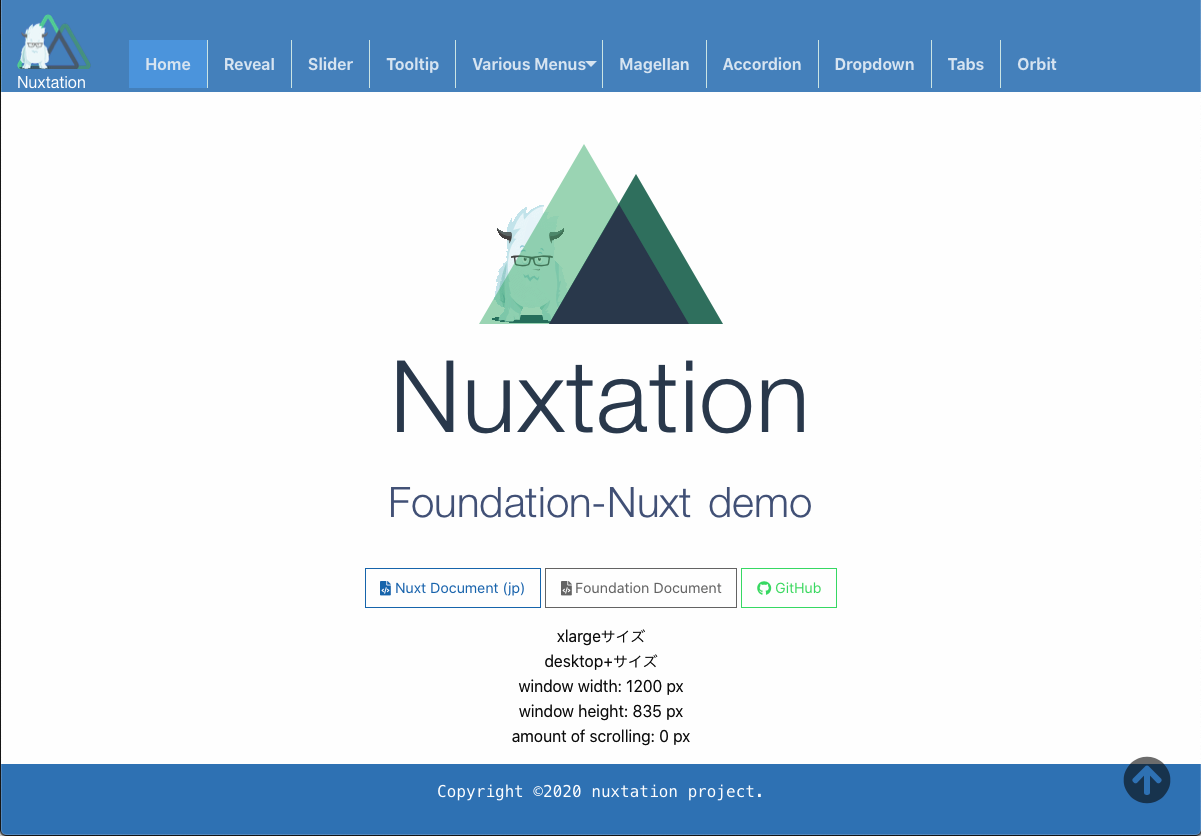 Nuxtation
Home Reveal Slider Tooltip Various Menus Magellan Accordion Dropdown Tabs Orbit
Nuxtation
Foundation-Nuxt demo
Nuxt Document (jp) Foundation Document GitHub
xlargeサイズ
desktop+サイズ
window width: 1200 px
window height: 835 px
amount of scrolling: 0 px
Copyright ©2020 nuxtation project.